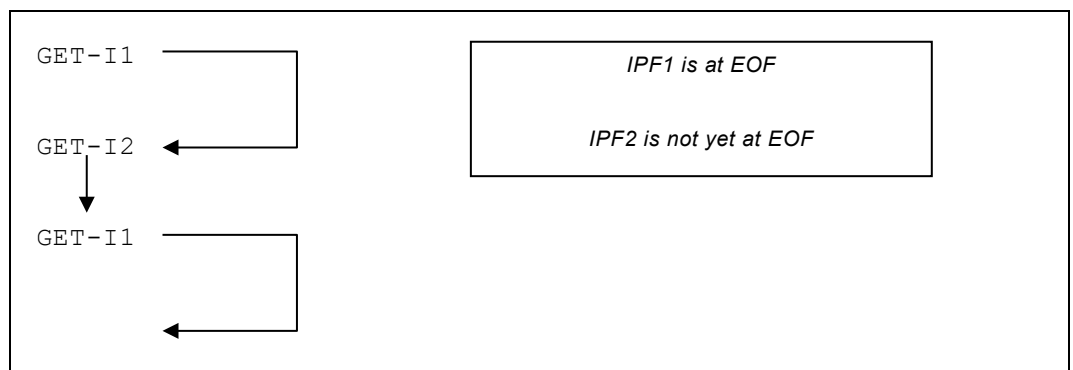 GET-I1
IPF1 is at EOF
IPF2 is not yet at EOF
GET-I2
GET-I1